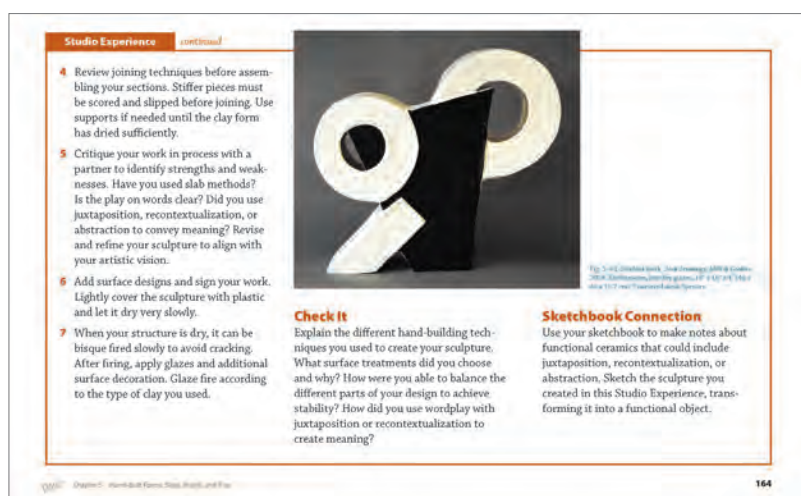 Studio Experience continued
4 Review joining techniques before assem-
bling your sections. Stiffer pieces must
be scored and slipped before joining. Use
supports if needed until the clay form
has dried sufficiently.
5 Critique your work in process with a
partner to identify strengths and weak-
nesses. Have you used slab methods?
Is the play on words clear? Did you use
juxtaposition, recontextualization, or
abstraction to convey meaning? Revise
and refine your sculpture to align with
your artistic vision.
6 Add surface designs and sign your work.
Lightly cover the sculpture with plastic
and let it dry very slowly.
7 When your structure is dry, it can be
bisque fired slowly to avoid cracking.
After firing, apply glazes and additional
surface decoration. Glaze fire according
to the type of clay you used.
Check It
Explain the different hand-building tech-
niques you used to create your sculpture.
What surface treatments did you choose
and why? How were you able to balance the
different parts of your design to achieve
stability? How did you use wordplay with
juxtaposition or recontextualization to
create meaning?
Sketchbook Connection
Use your sketchbook to make notes about
functional ceramics that could include
juxtaposition, recontextualization, or
abstraction. Sketch the sculpture you
created in this Studio Experience, trans-
forming it into a functional object.
Chapter 5
164